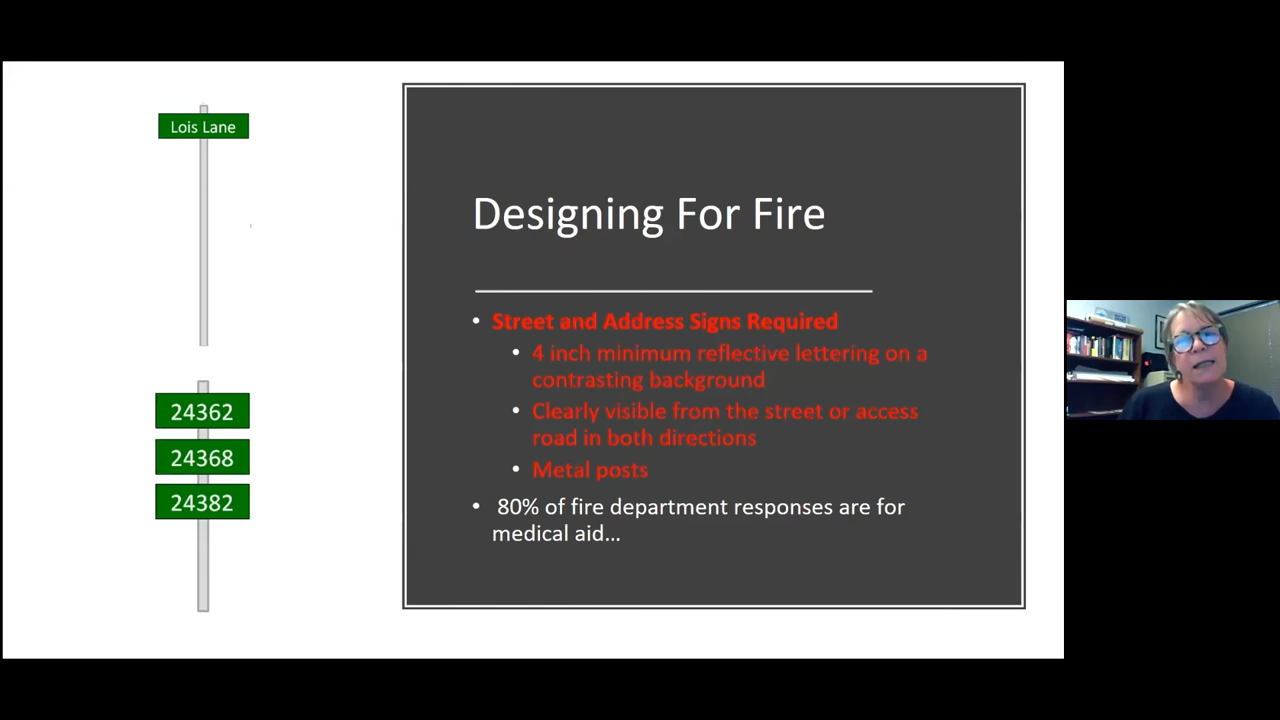 Lois Lane
24362
24368
24382
Designing For Fire
• Street and Address Signs Required
• 4 inch minimum reflective lettering on a
contrasting background
• Clearly visible from the street or access
road in both directions
• Metal posts
• 80% of fire department responses are for
medical aid...